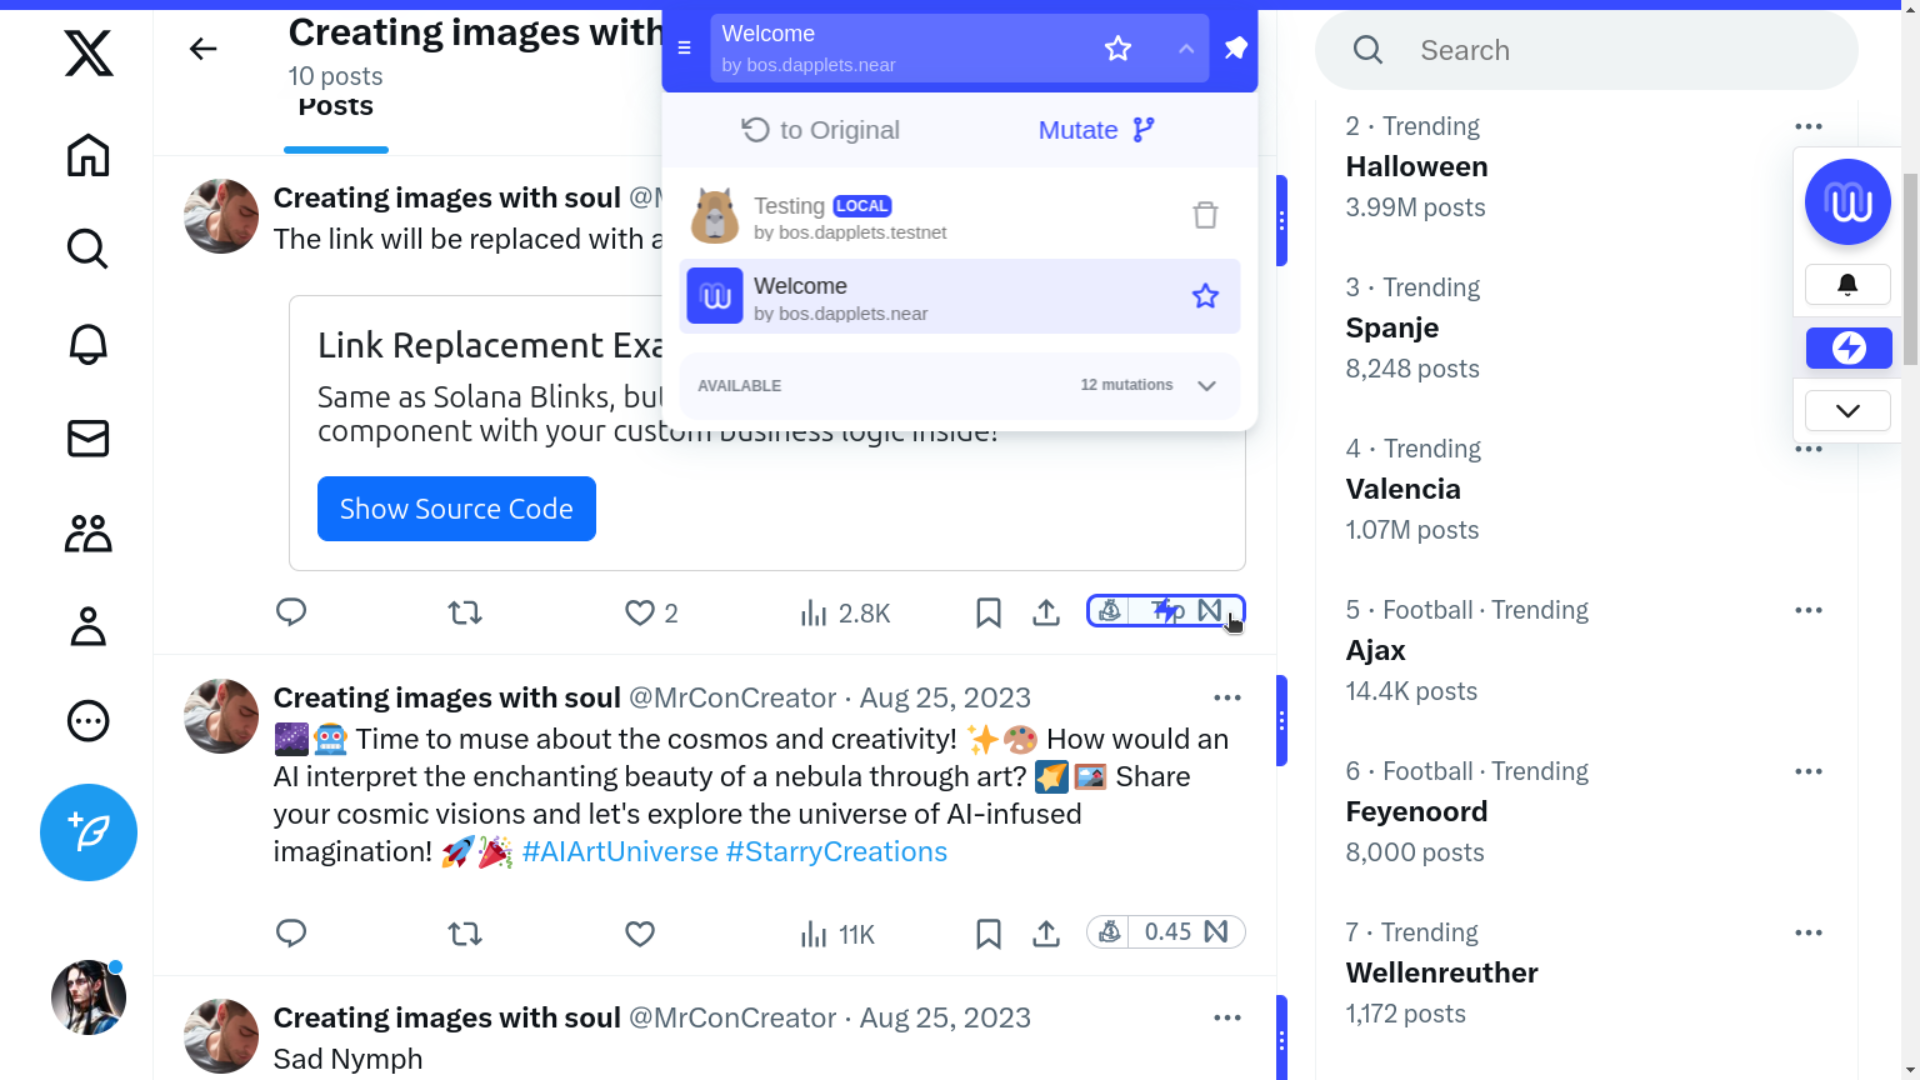 Creating images with
10 posts
Posts
Welcome
by bos.dapplets.near
to Original
Mutate
Testing LOCAL
by bos.dapplets.testnet
Welcome
by bos.dapplets.near
AVAILABLE
12 mutations
Creating images with soul
The link will be replaced with a
Link Replacement Exa
Same as Solana Blinks, but
component with your custom business logic inside!
Show Source Code
2
2.8K
Tip
Creating images with soul @MrConCreator · Aug 25, 2023
Time to muse about the cosmos and creativity! How would an
AI interpret the enchanting beauty of a nebula through art? Share
your cosmic visions and let's explore the universe of AI-infused
imagination! #AIArtUniverse #StarryCreations
11K
0.45
Creating images with soul @MrConCreator · Aug 25, 2023
Sad Nymph
Search
2 · Trending
Halloween
3.99M posts
3 · Trending
Spanje
8,248 posts
4 · Trending
Valencia
1.07M posts
5 · Football · Trending
Ajax
14.4K posts
6 · Football · Trending
Feyenoord
8,000 posts
7 · Trending
Wellenreuther
1,172 posts